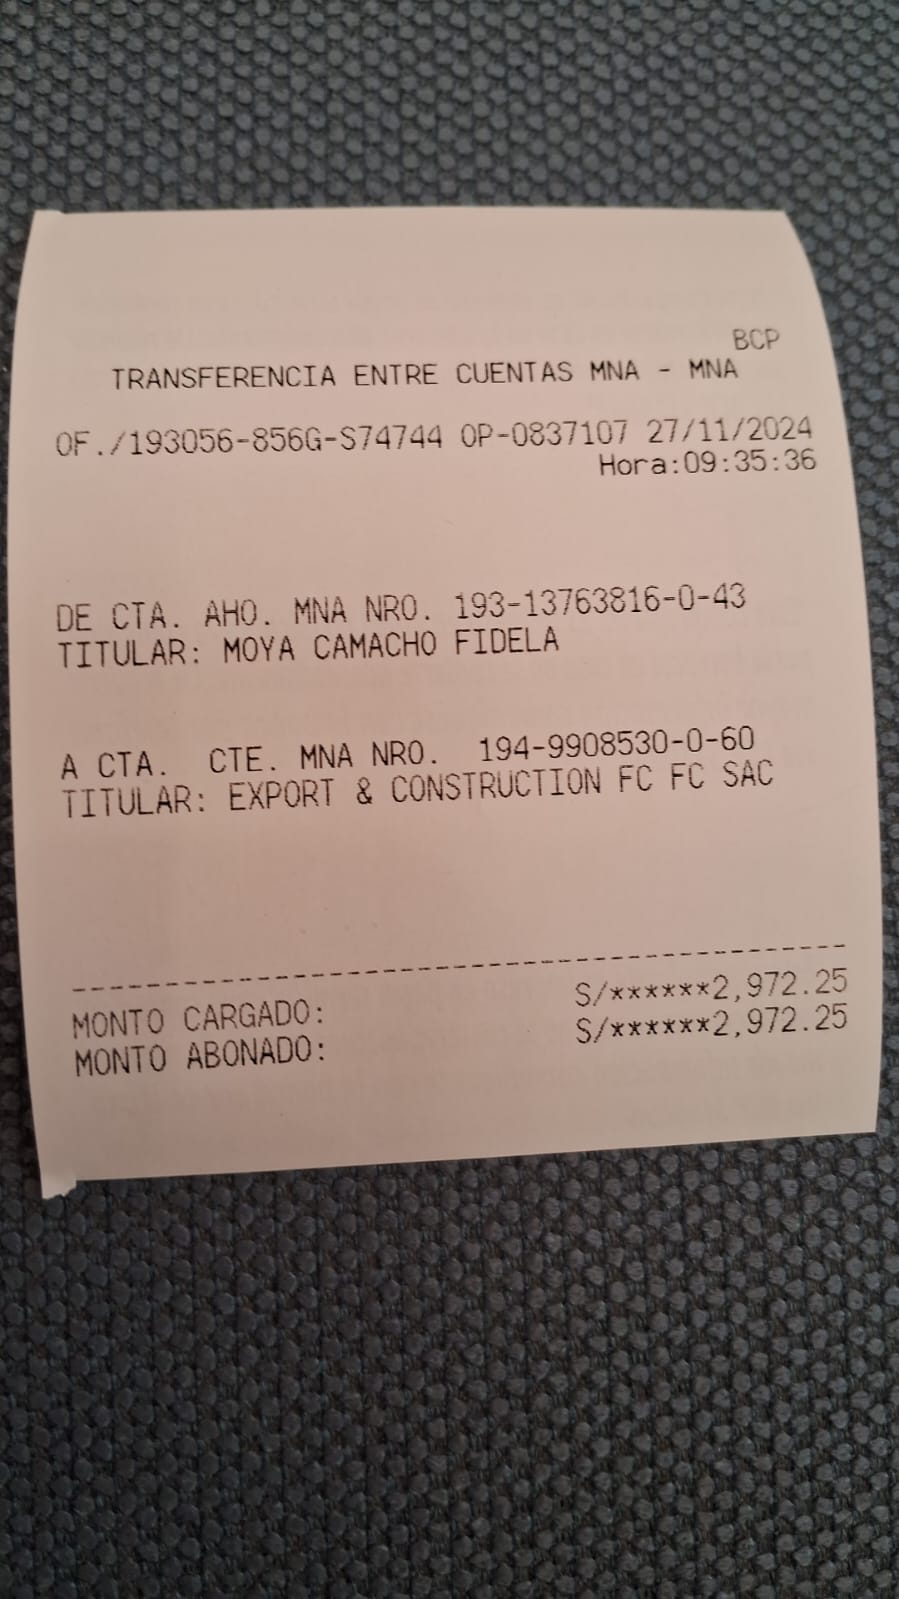 BCP
TRANSFERENCIA ENTRE CUENTAS MNA - MNA
OF./193056-856G-S74744 OP-0837107 27/11/2024
Hora:09:35:36
DE CTA. AHO. MNA NRO. 193-13763816-0-43
TITULAR: MOYA CAMACHO FIDELA
A CTA. CTE. MNA NRO. 194-9908530-0-60
TITULAR: EXPORT & CONSTRUCTION FC FC SAC
MONTO CARGADO: S/******2,972.25
MONTO ABONADO: S/******2,972.25